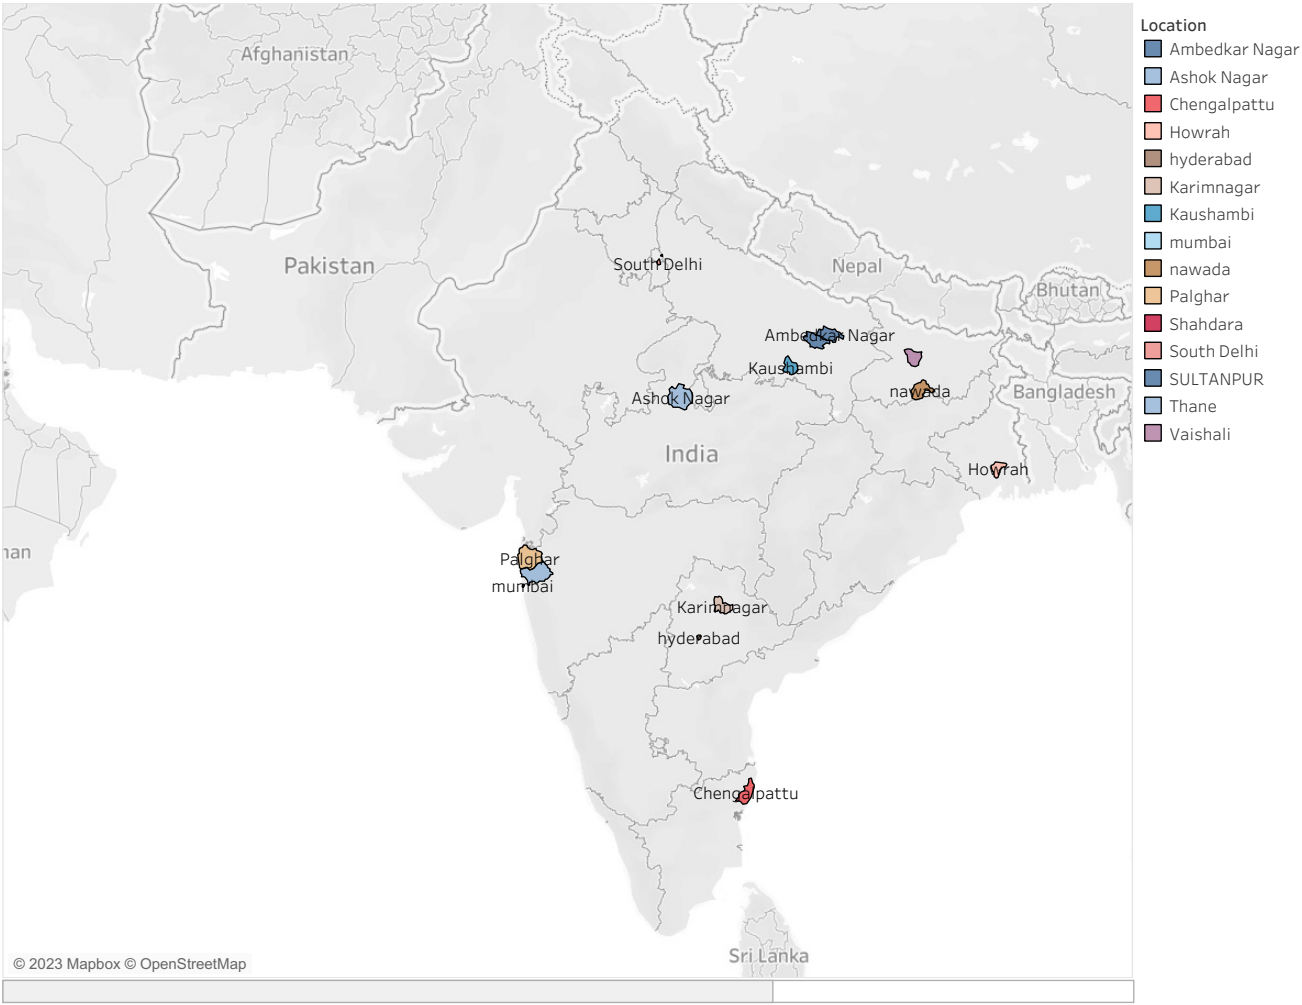 Afghanistan
Pakistan
Nepal
Bhutan
South Delhi
Ambedkar Nagar
Kaushambi
nawada
Ashok Nagar
Bangladesh
India
Howrah
man
Palghar
mumbai
Karimnagar
hyderabad
Chengalpattu
Sri Lanka
© 2023 Mapbox © OpenStreetMap
Location
Ambedkar Nagar
Ashok Nagar
Chengalpattu
Howrah
hyderabad
Karimnagar
Kaushambi
mumbai
nawada
Palghar
Shahdara
South Delhi
SULTANPUR
Thane
Vaishali